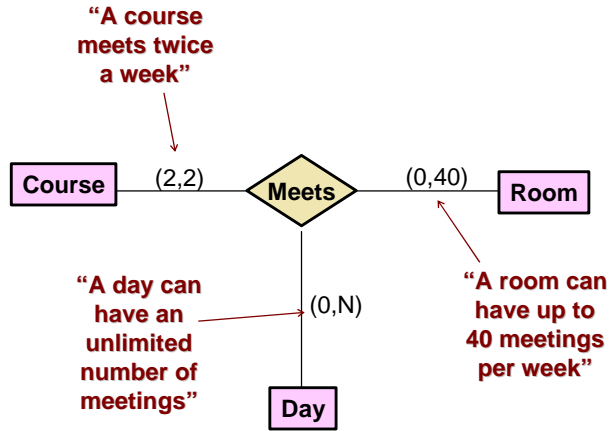 “A course
meets twice
a week”
Course
(2,2)
Meets
(0,40)
Room
“A day can
have an
unlimited
number of
meetings”
(0,N)
“A room can
have up to
40 meetings
per week”
Day